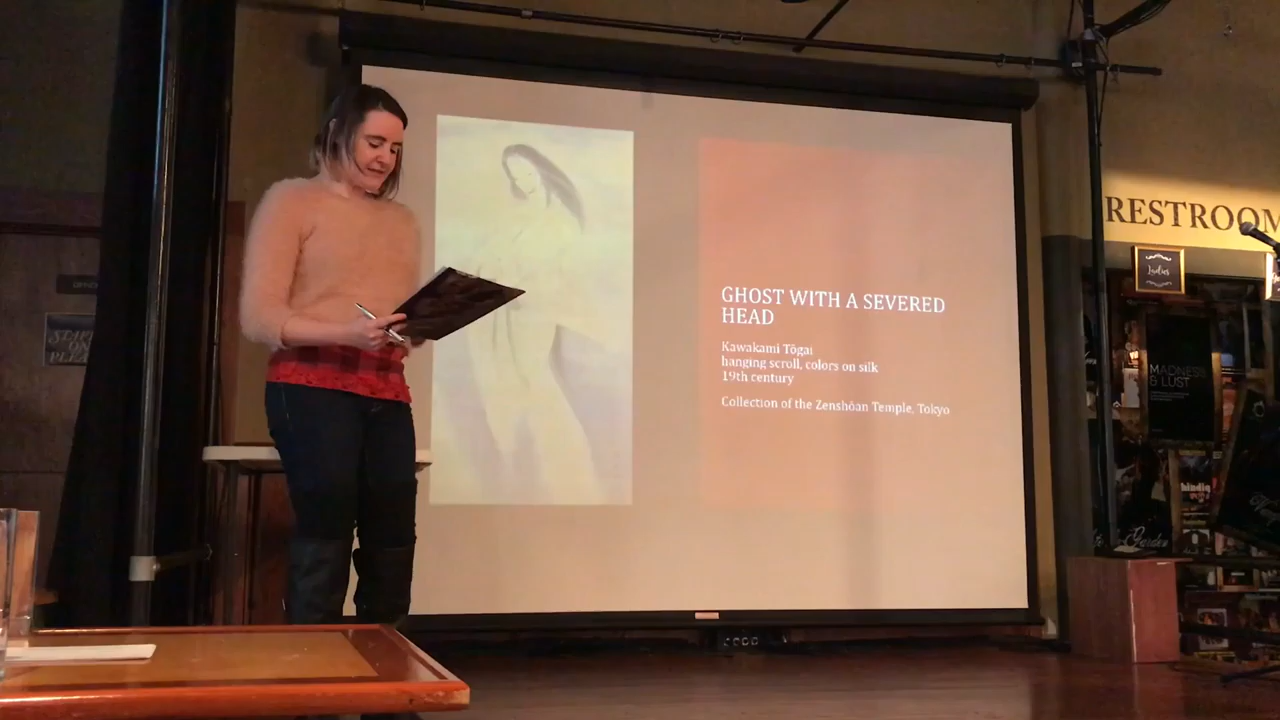 GHOST WITH A SEVERED
HEAD
Kawakami Tōgai
hanging scroll, colors on silk
19th century
Collection of the Zenshōan Temple, Tokyo
RESTROOM
Ladies
MADNESS
& LUST
Garden